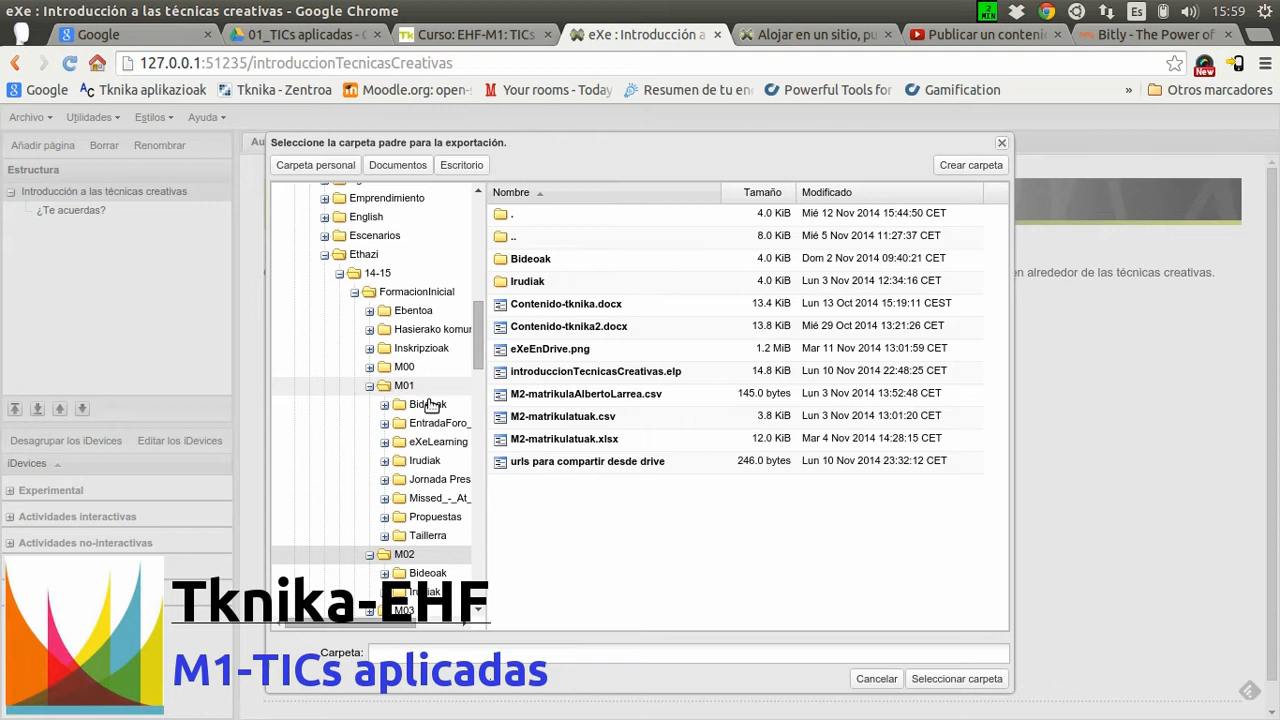 eXe : Introducción a las técnicas creativas - Google Chrome
2 MIN
Es
15:59
Google
01_TICs aplicadas -
Curso: EHF-M1: TICs
eXe : Introducción a
Alojar en un sitio, pu
Publicar un conteni
Bitly - The Power of
127.0.0.1:51235/introduccionTecnicasCreativas
New
Google
Tknika aplikazioak
Tknika - Zentroa
Moodle.org: open-
Your rooms - Today
Resumen de tu en
Powerful Tools for
Gamification
»
Otros marcadores
Archivo
Utilidades
Estilos
Ayuda
Añadir página
Borrar
Renombrar
Estructura
Introducción a las técnicas creativas
¿Te acuerdas?
Au
en alrededor de las técnicas creativas.
Seleccione la carpeta padre para la exportación.
Carpeta personal
Documentos
Escritorio
Crear carpeta
Emprendimiento
English
Escenarios
Ethazi
14-15
FormacionInicial
Ebentoa
Hasierako komu
Inskripzioak
M00
M01
Bideoak
EntradaForo_
eXeLearning
Irudiak
Jornada Pres
Missed_-_At_
Propuestas
Taillerra
M02
Bideoak
Irudiak
M03
Nombre Tamaño Modificado
. 4.0 KiB Mié 12 Nov 2014 15:44:50 CET
.. 8.0 KiB Mié 5 Nov 2014 11:27:37 CET
Bideoak 4.0 KiB Dom 2 Nov 2014 09:40:21 CET
Irudiak 4.0 KiB Lun 3 Nov 2014 12:34:16 CET
Contenido-tknika.docx 13.4 KiB Lun 13 Oct 2014 15:19:11 CEST
Contenido-tknika2.docx 13.8 KiB Mié 29 Oct 2014 13:21:26 CET
eXeEnDrive.png 1.2 MiB Mar 11 Nov 2014 13:01:59 CET
introduccionTecnicasCreativas.elp 14.8 KiB Lun 10 Nov 2014 22:48:25 CET
M2-matrikulaAlbertoLarrea.csv 145.0 bytes Lun 3 Nov 2014 13:52:48 CET
M2-matrikulatuak.csv 3.8 KiB Lun 3 Nov 2014 13:01:20 CET
M2-matrikulatuak.xlsx 12.0 KiB Mar 4 Nov 2014 14:28:15 CET
urls para compartir desde drive 246.0 bytes Lun 10 Nov 2014 23:32:12 CET
Carpeta:
Cancelar
Seleccionar carpeta
Desagrupar los iDevices
Editar los iDevices
iDevices
Experimental
Actividades interactivas
Actividades no-interactivas
Tknika-EHF
M1-TICs aplicadas